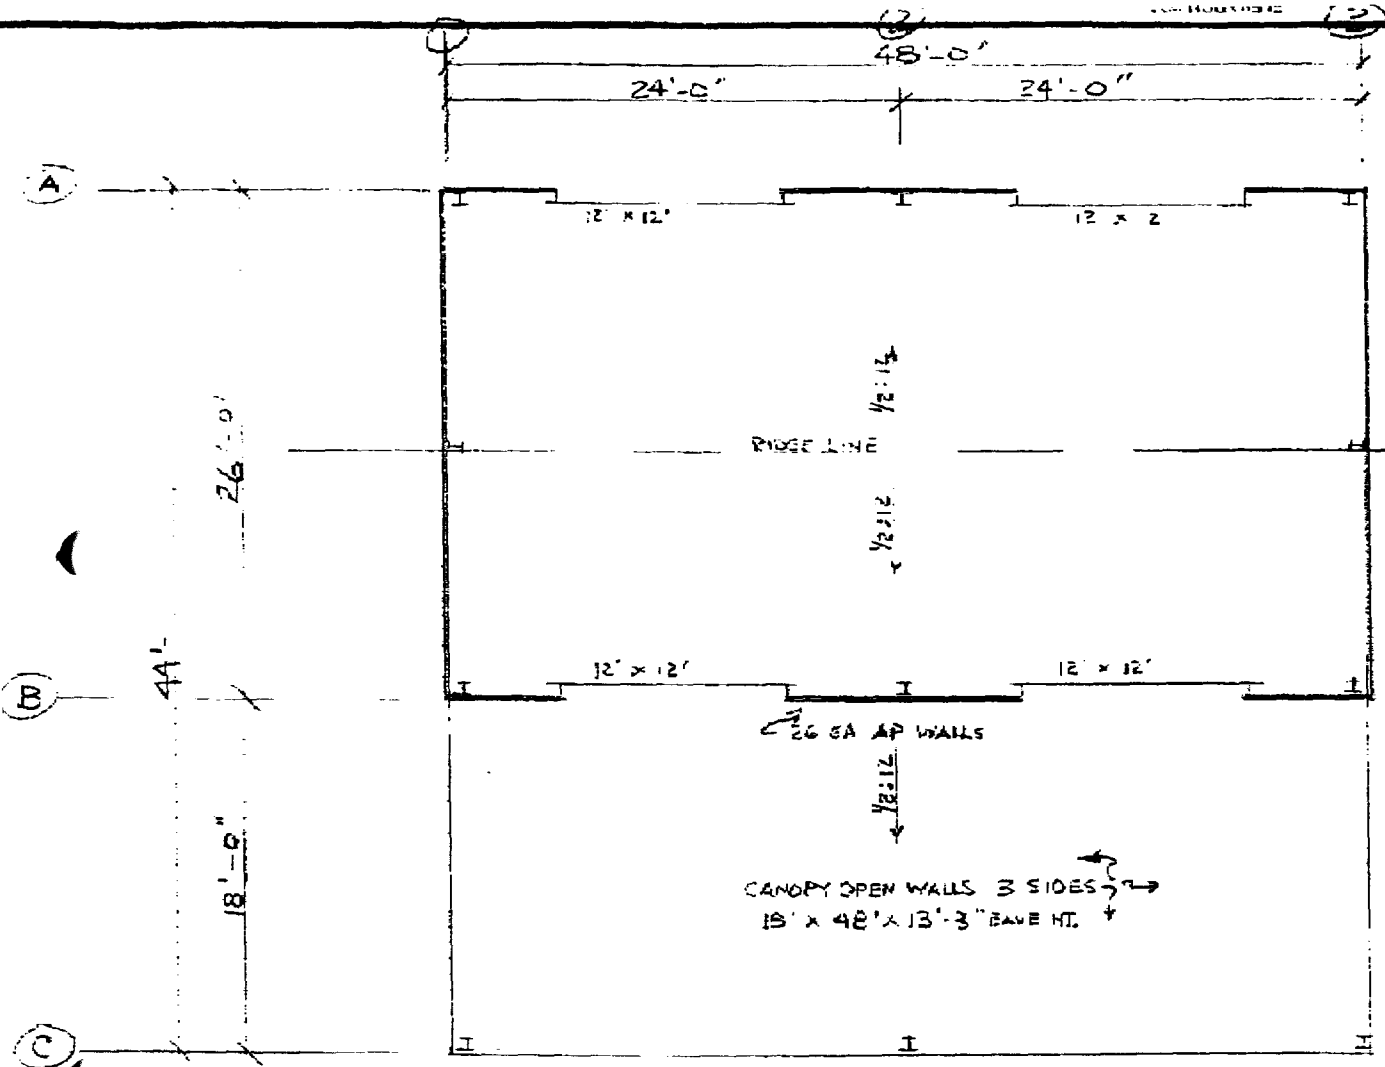 2
48'-0"
24'-0"
24'-0"
A
12' x 12'
12 x 2
26'-0"
1/2:12
RIDGE LINE
1/2:12
44'-
12' x 12'
12' x 12'
B
26 GA AP WALLS
1/2:12
18'-0"
CANOPY OPEN WALLS 3 SIDES
18' x 48' x 13'-3" EAVE HT.
C